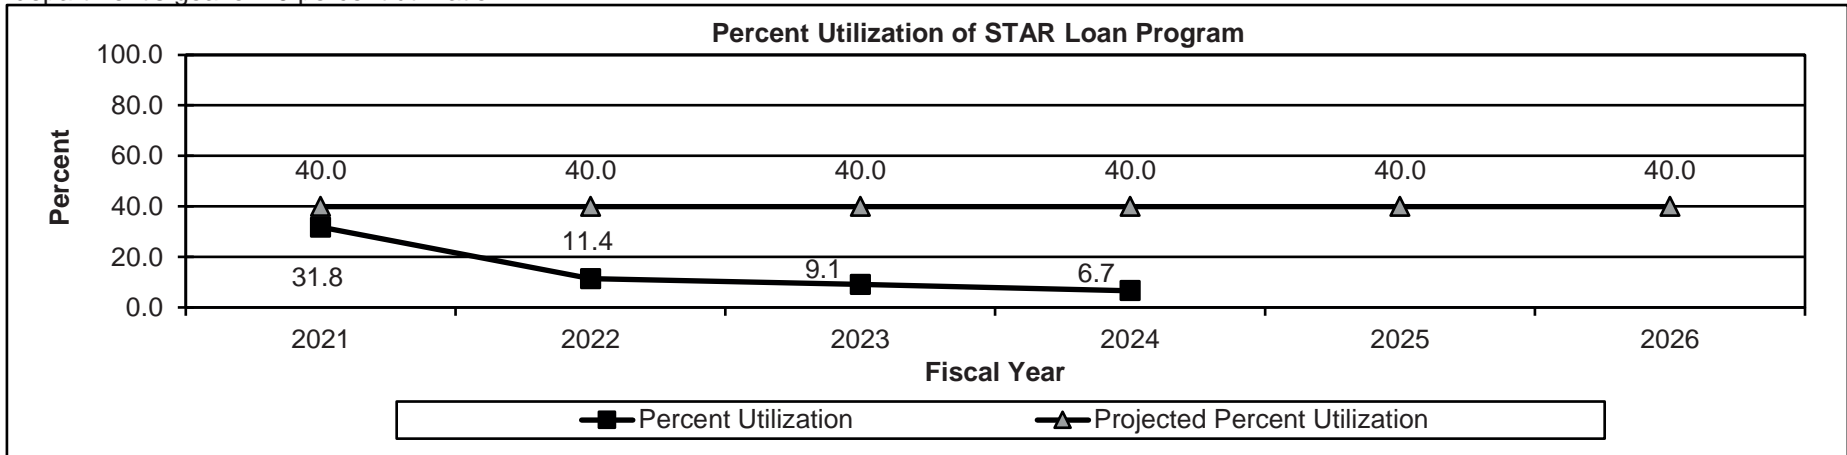 Percent Utilization of STAR Loan Program
100.0
80.0
60.0
40.0
20.0
0.0
Percent
40.0 40.0 40.0 40.0 40.0 40.0
31.8 11.4 9.1 6.7
2021 2022 2023 2024 2025 2026
Fiscal Year
Percent Utilization Projected Percent Utilization